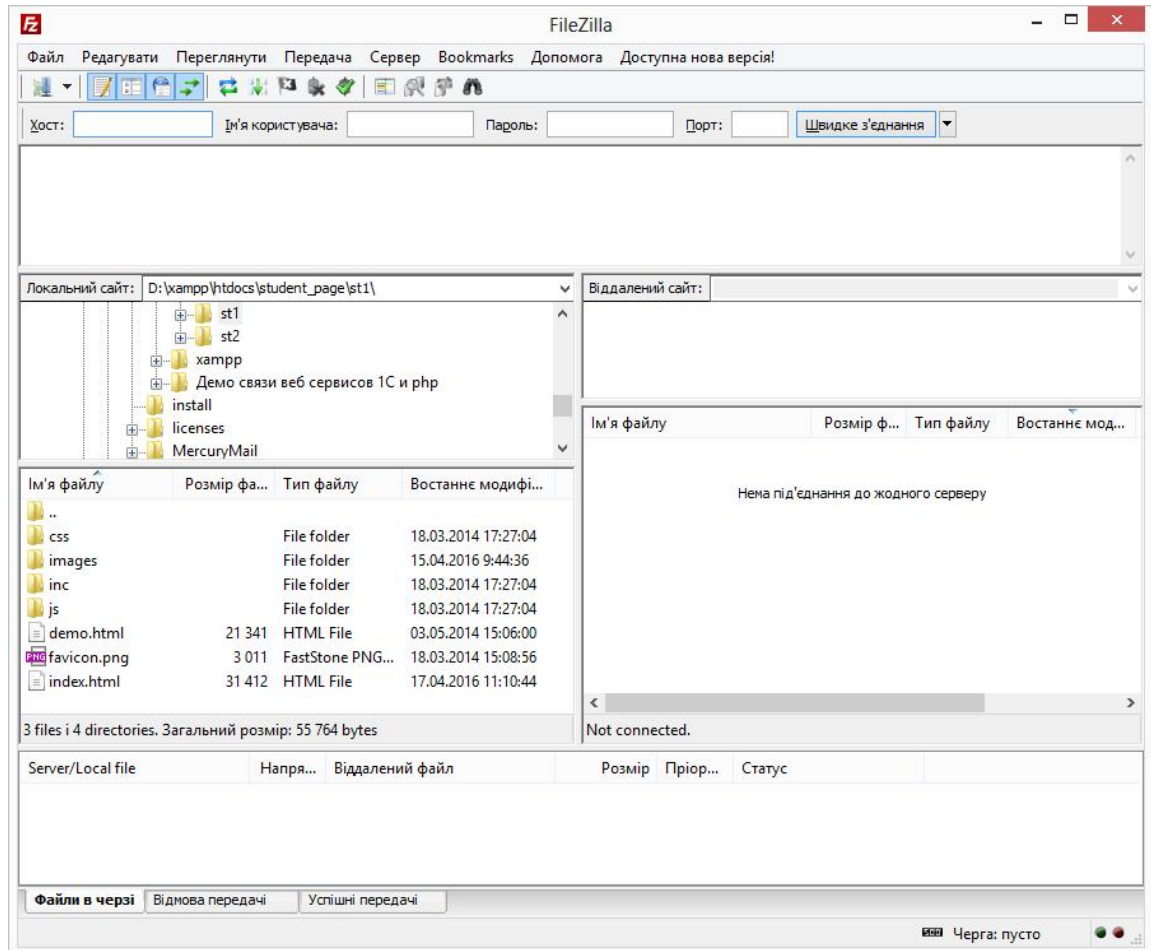 FileZilla
Файл Редагувати Переглянути Передача Сервер Bookmarks Допомога Доступна нова версія!
Хост: Ім'я користувача: Пароль: Порт: Швидке з'єднання
Локальний сайт: D:\xampp\htdocs\student_page\st1\
st1
st2
xampp
Демо связи веб сервисов 1С и php
install
licenses
MercuryMail
Ім'я файлу Розмір фа... Тип файлу Востаннє модифі...
..
css File folder 18.03.2014 17:27:04
images File folder 15.04.2016 9:44:36
inc File folder 18.03.2014 17:27:04
js File folder 18.03.2014 17:27:04
demo.html 21 341 HTML File 03.05.2014 15:06:00
favicon.png 3 011 FastStone PNG... 18.03.2014 15:08:56
index.html 31 412 HTML File 17.04.2016 11:10:44
3 files і 4 directories. Загальний розмір: 55 764 bytes
Віддалений сайт:
Ім'я файлу Розмір ф... Тип файлу Востаннє мод...
Нема під'єднання до жодного серверу
Not connected.
Server/Local file Напря... Віддалений файл Розмір Пріор... Статус
Файли в черзі Відмова передачі Успішні передачі
Черга: пусто